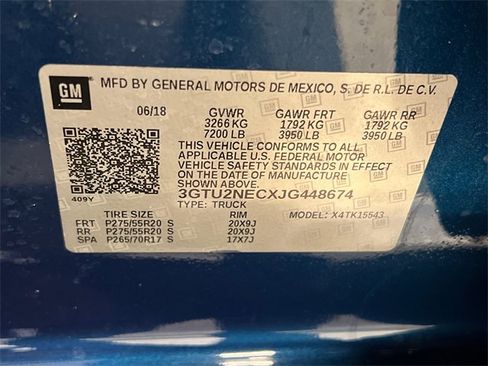 GM
MFD BY GENERAL MOTORS DE MEXICO, S. DE R.L. DE C.V.
06/18 GVWR GAWR FRT GAWR RR
3266 KG 1792 KG 1792 KG
7200 LB 3950 LB 3950 LB
THIS VEHICLE CONFORMS TO ALL
APPLICABLE U.S. FEDERAL MOTOR
VEHICLE SAFETY STANDARDS IN EFFECT
ON THE DATE OF MANUFACTURE
SHOWN ABOVE.
3GTU2NECXJG448674
409Y TYPE: TRUCK MODEL: X4TK15543
TIRE SIZE RIM
FRT P275/55R20 S 20X9J
RR P275/55R20 S 20X9J
SPA P265/70R17 S 17X7J